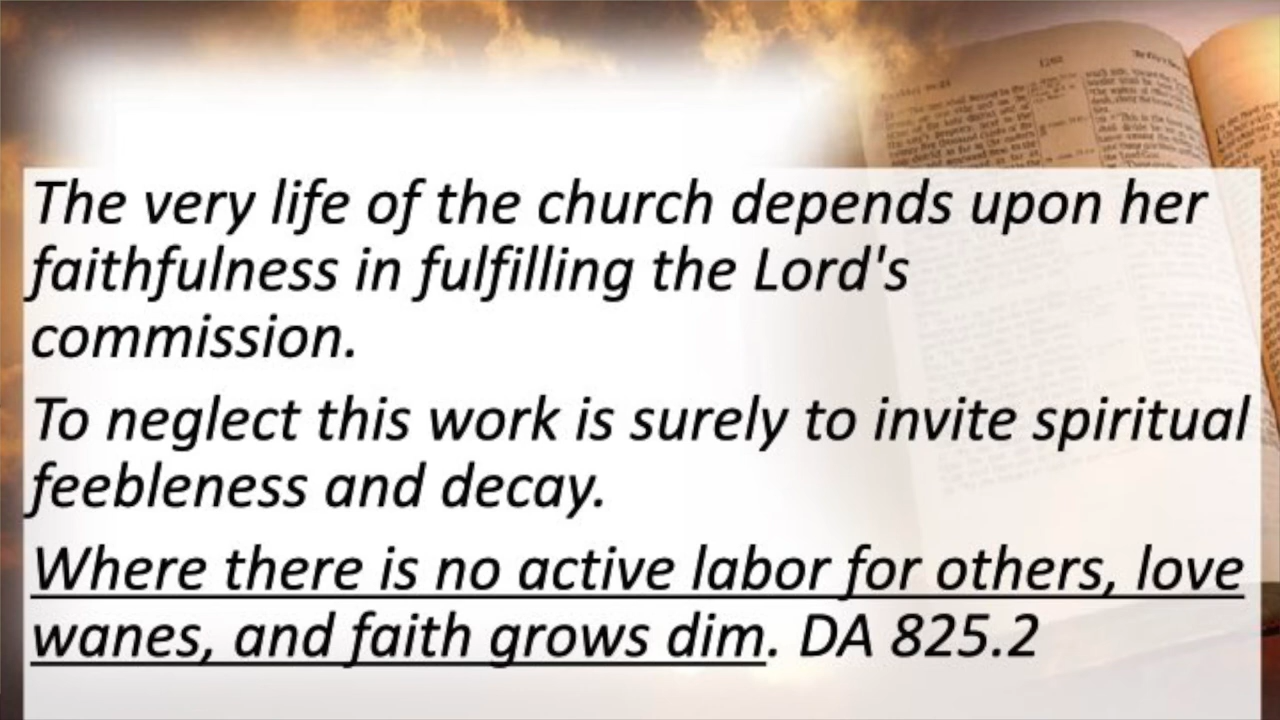 The very life of the church depends upon her
faithfulness in fulfilling the Lord's
commission.
To neglect this work is surely to invite spiritual
feebleness and decay.
Where there is no active labor for others, love
wanes, and faith grows dim. DA 825.2